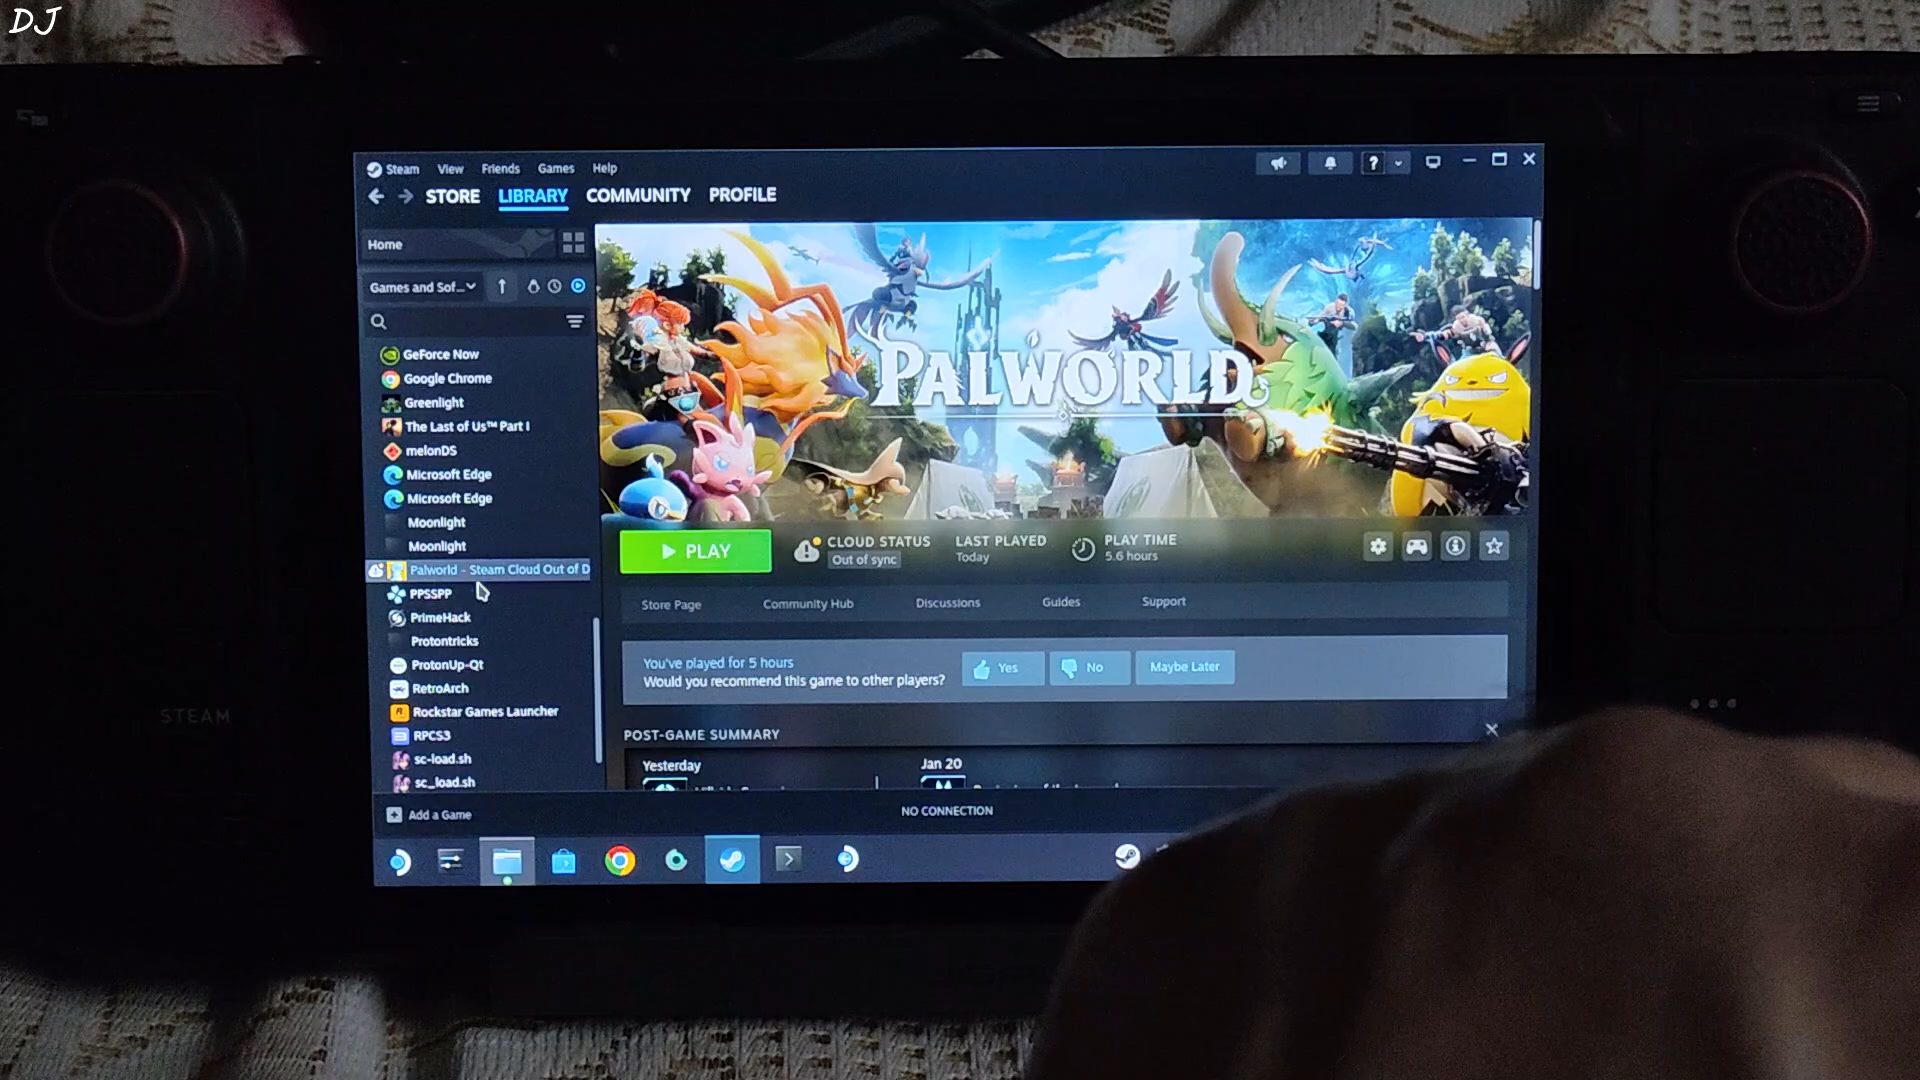 DJ
Steam View Friends Games Help
STORE LIBRARY COMMUNITY PROFILE
Home
Games and Sof...
GeForce Now
Google Chrome
Greenlight
The Last of Us™ Part I
melonDS
Microsoft Edge
Microsoft Edge
Moonlight
Moonlight
Palworld - Steam Cloud Out of D
PPSSPP
PrimeHack
Protontricks
ProtonUp-Qt
RetroArch
Rockstar Games Launcher
RPCS3
sc-load.sh
sc_load.sh
Add a Game
PALWORLD
PLAY
CLOUD STATUS
Out of sync
LAST PLAYED
Today
PLAY TIME
5.6 hours
Store Page Community Hub Discussions Guides Support
You've played for 5 hours
Would you recommend this game to other players?
Yes No Maybe Later
POST-GAME SUMMARY
Yesterday Jan 20
NO CONNECTION
STEAM